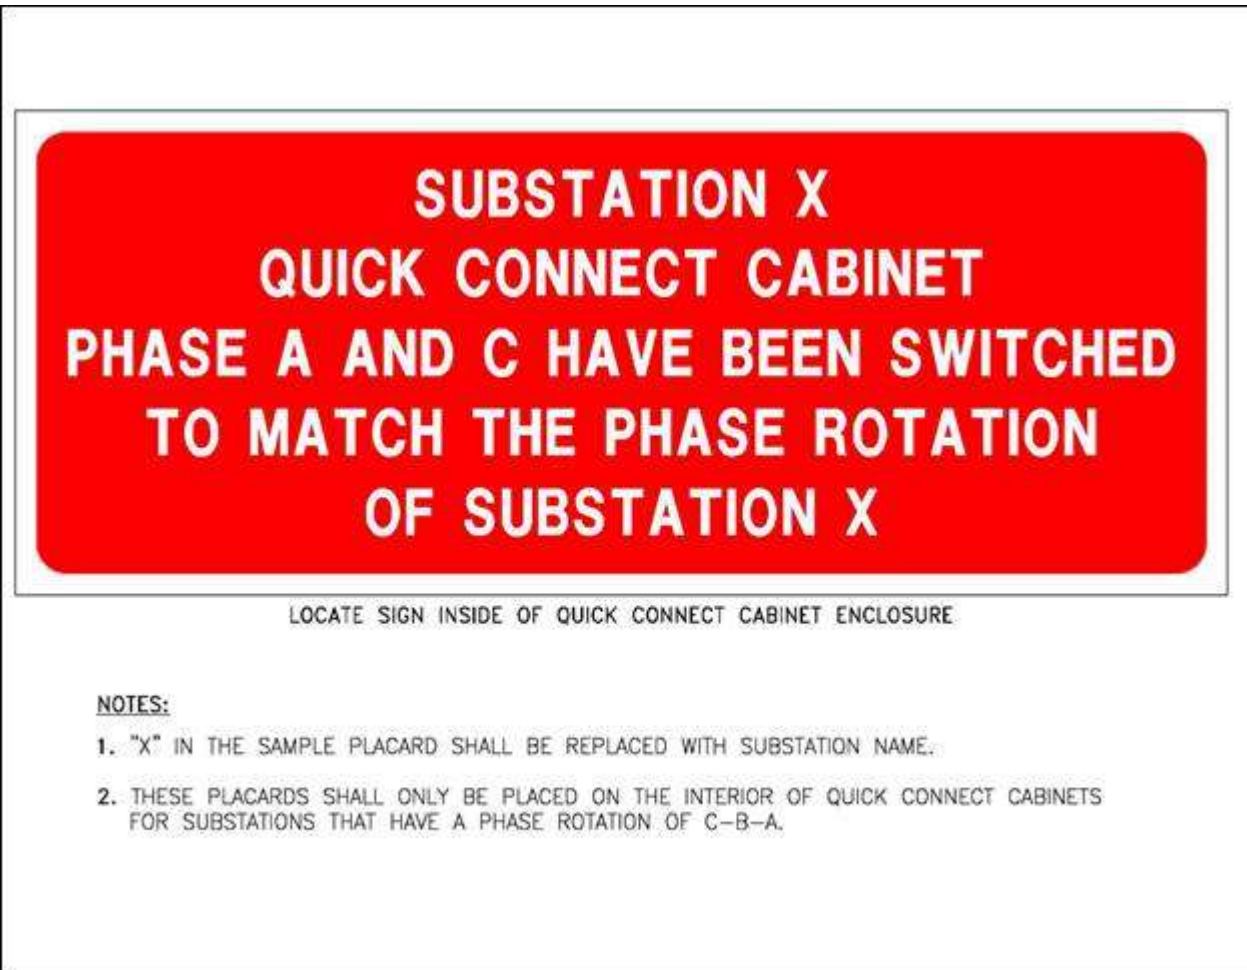 SUBSTATION X
QUICK CONNECT CABINET
PHASE A AND C HAVE BEEN SWITCHED
TO MATCH THE PHASE ROTATION
OF SUBSTATION X
LOCATE SIGN INSIDE OF QUICK CONNECT CABINET ENCLOSURE
NOTES:
1. "X" IN THE SAMPLE PLACARD SHALL BE REPLACED WITH SUBSTATION NAME.
2. THESE PLACARDS SHALL ONLY BE PLACED ON THE INTERIOR OF QUICK CONNECT CABINETS
FOR SUBSTATIONS THAT HAVE A PHASE ROTATION OF C-B-A.